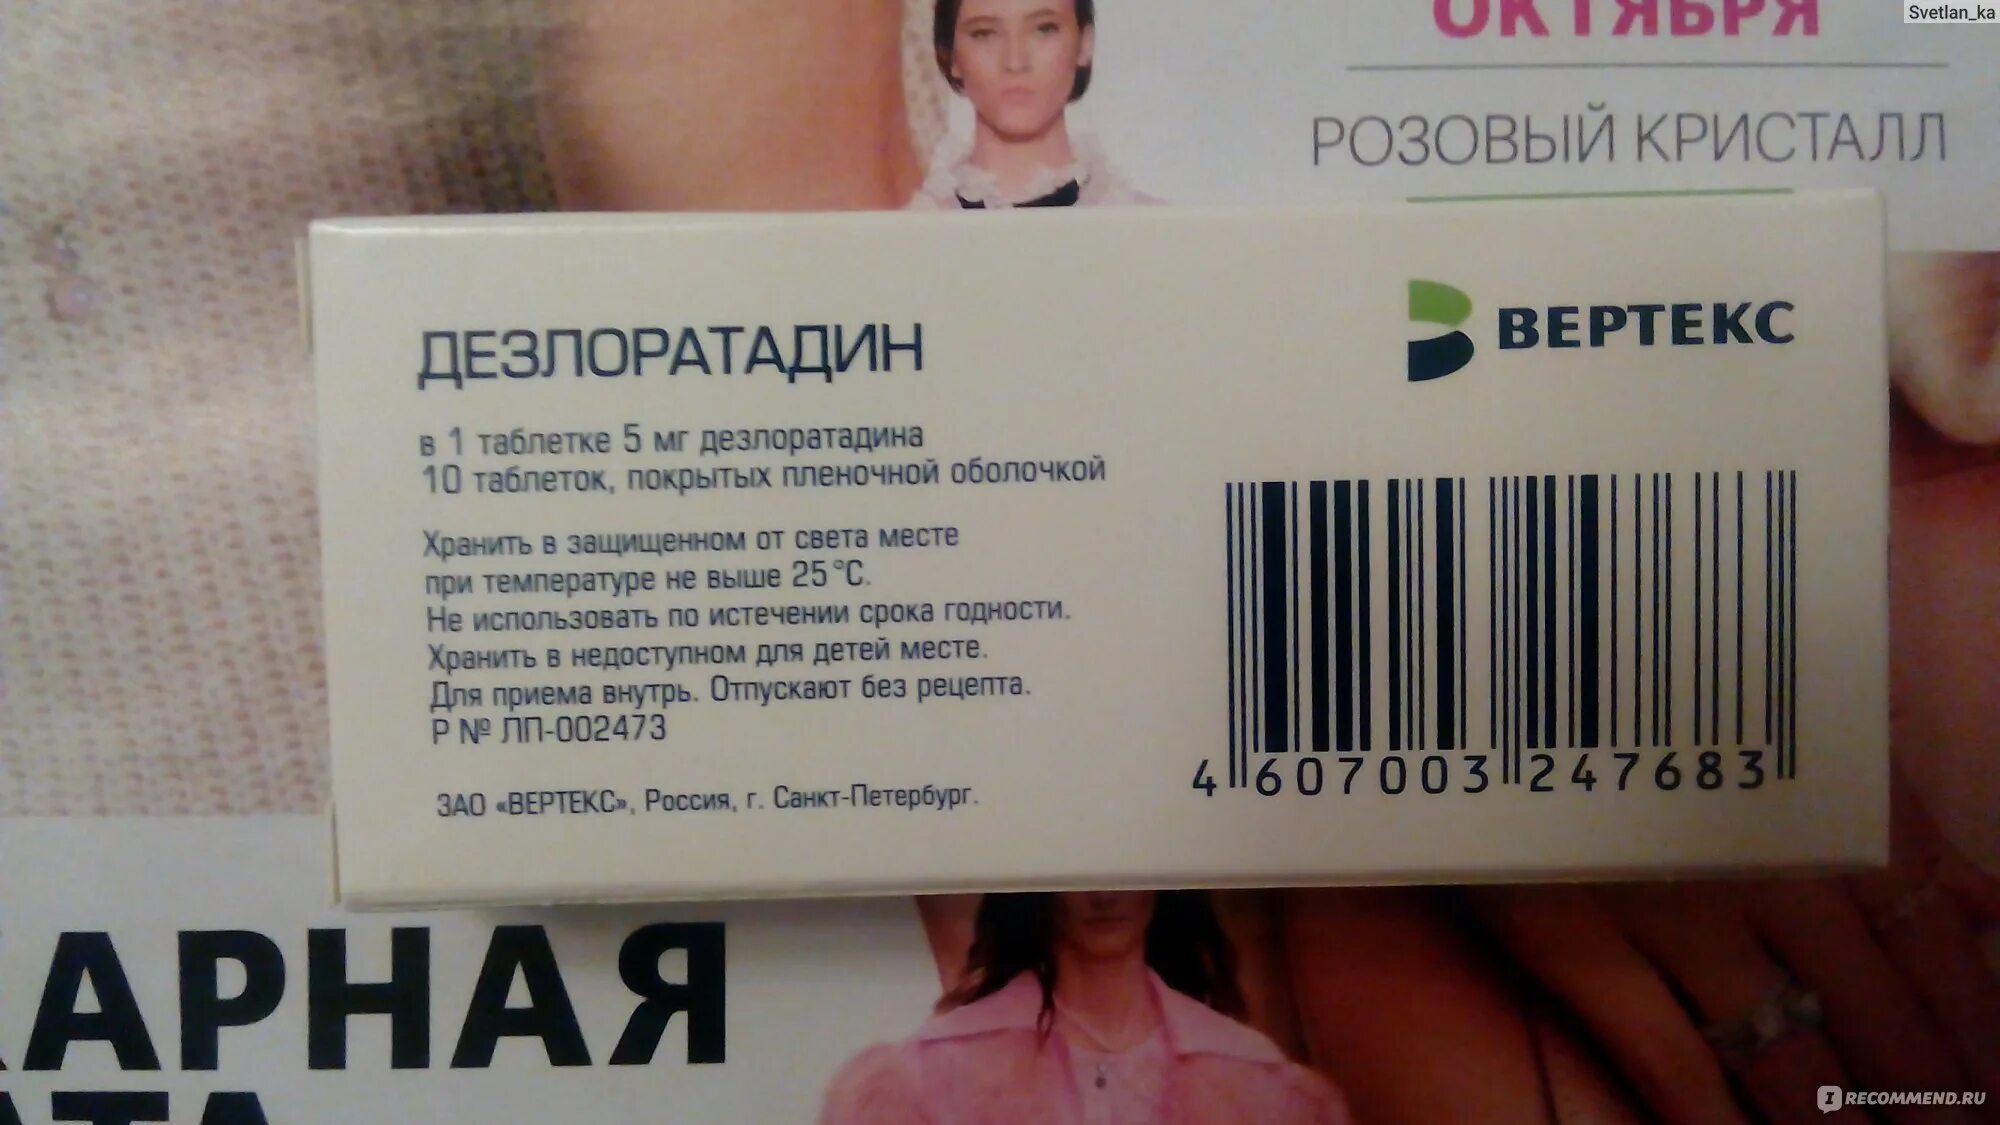 Svetlan_ka
ОКТЯБРЯ
РОЗОВЫЙ КРИСТАЛЛ
ВЕРТЕКС
ДЕЗЛОРАТАДИН
в 1 таблетке 5 мг дезлоратадина
10 таблеток, покрытых пленочной оболочкой
Хранить в защищенном от света месте
при температуре не выше 25 °С.
Не использовать по истечении срока годности.
Хранить в недоступном для детей месте.
Для приема внутрь. Отпускают без рецепта.
Р № ЛП-002473
ЗАО «ВЕРТЕКС», Россия, г. Санкт-Петербург.
4 607003 247683
АРНАЯ
АТА
IRECOMMEND.RU